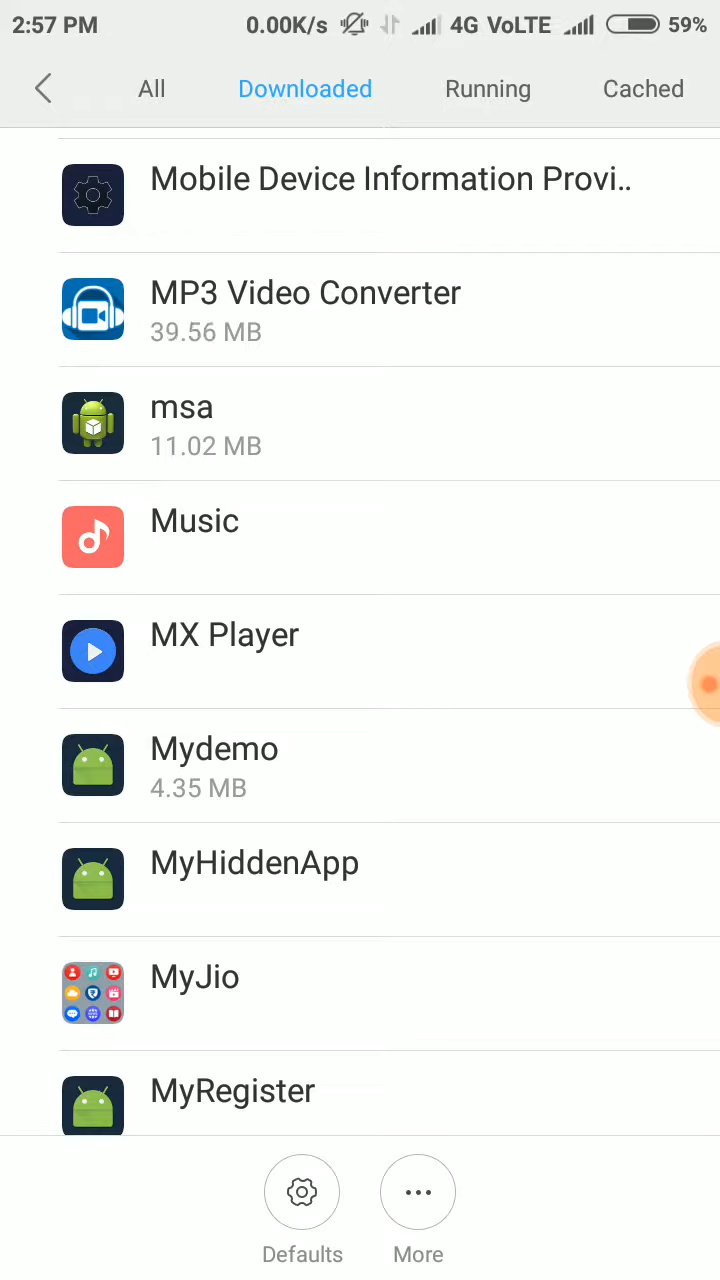 2:57 PM 0.00K/s 4G VoLTE 59%
All Downloaded Running Cached
Mobile Device Information Provi..
MP3 Video Converter
39.56 MB
msa
11.02 MB
Music
MX Player
Mydemo
4.35 MB
MyHiddenApp
MyJio
MyRegister
Defaults More